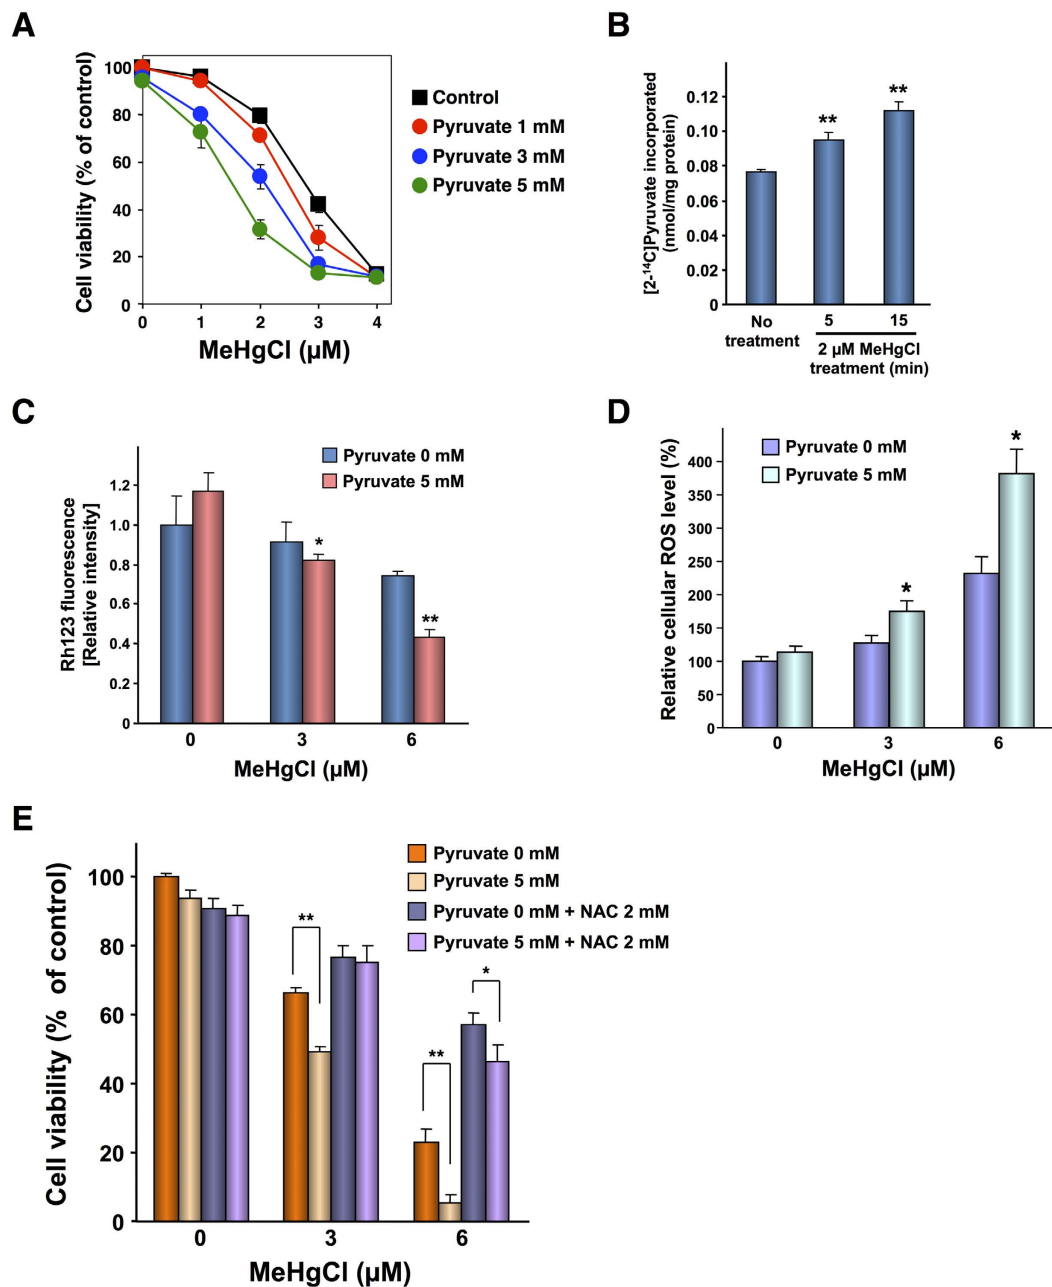 A
Cell viability (% of control)
100
80
60
40
20
0
0 1 2 3 4
MeHgCl (μM)
Control
Pyruvate 1 mM
Pyruvate 3 mM
Pyruvate 5 mM
B
[2-¹⁴C]Pyruvate incorporated
(nmol/mg protein)
0.12
0.10
0.08
0.06
0.04
0.02
0
** **
No
treatment
5 15
2 μM MeHgCl
treatment (min)
C
Rh123 fluorescence
[Relative intensity]
1.2
1.0
0.8
0.6
0.4
0.2
0
Pyruvate 0 mM
Pyruvate 5 mM
*
**
0 3 6
MeHgCl (μM)
D
Relative cellular ROS level (%)
400
350
300
250
200
150
100
50
0
Pyruvate 0 mM
Pyruvate 5 mM
*
*
0 3 6
MeHgCl (μM)
E
Cell viability (% of control)
100
80
60
40
20
0
Pyruvate 0 mM
Pyruvate 5 mM
Pyruvate 0 mM + NAC 2 mM
Pyruvate 5 mM + NAC 2 mM
**
*
**
0 3 6
MeHgCl (μM)